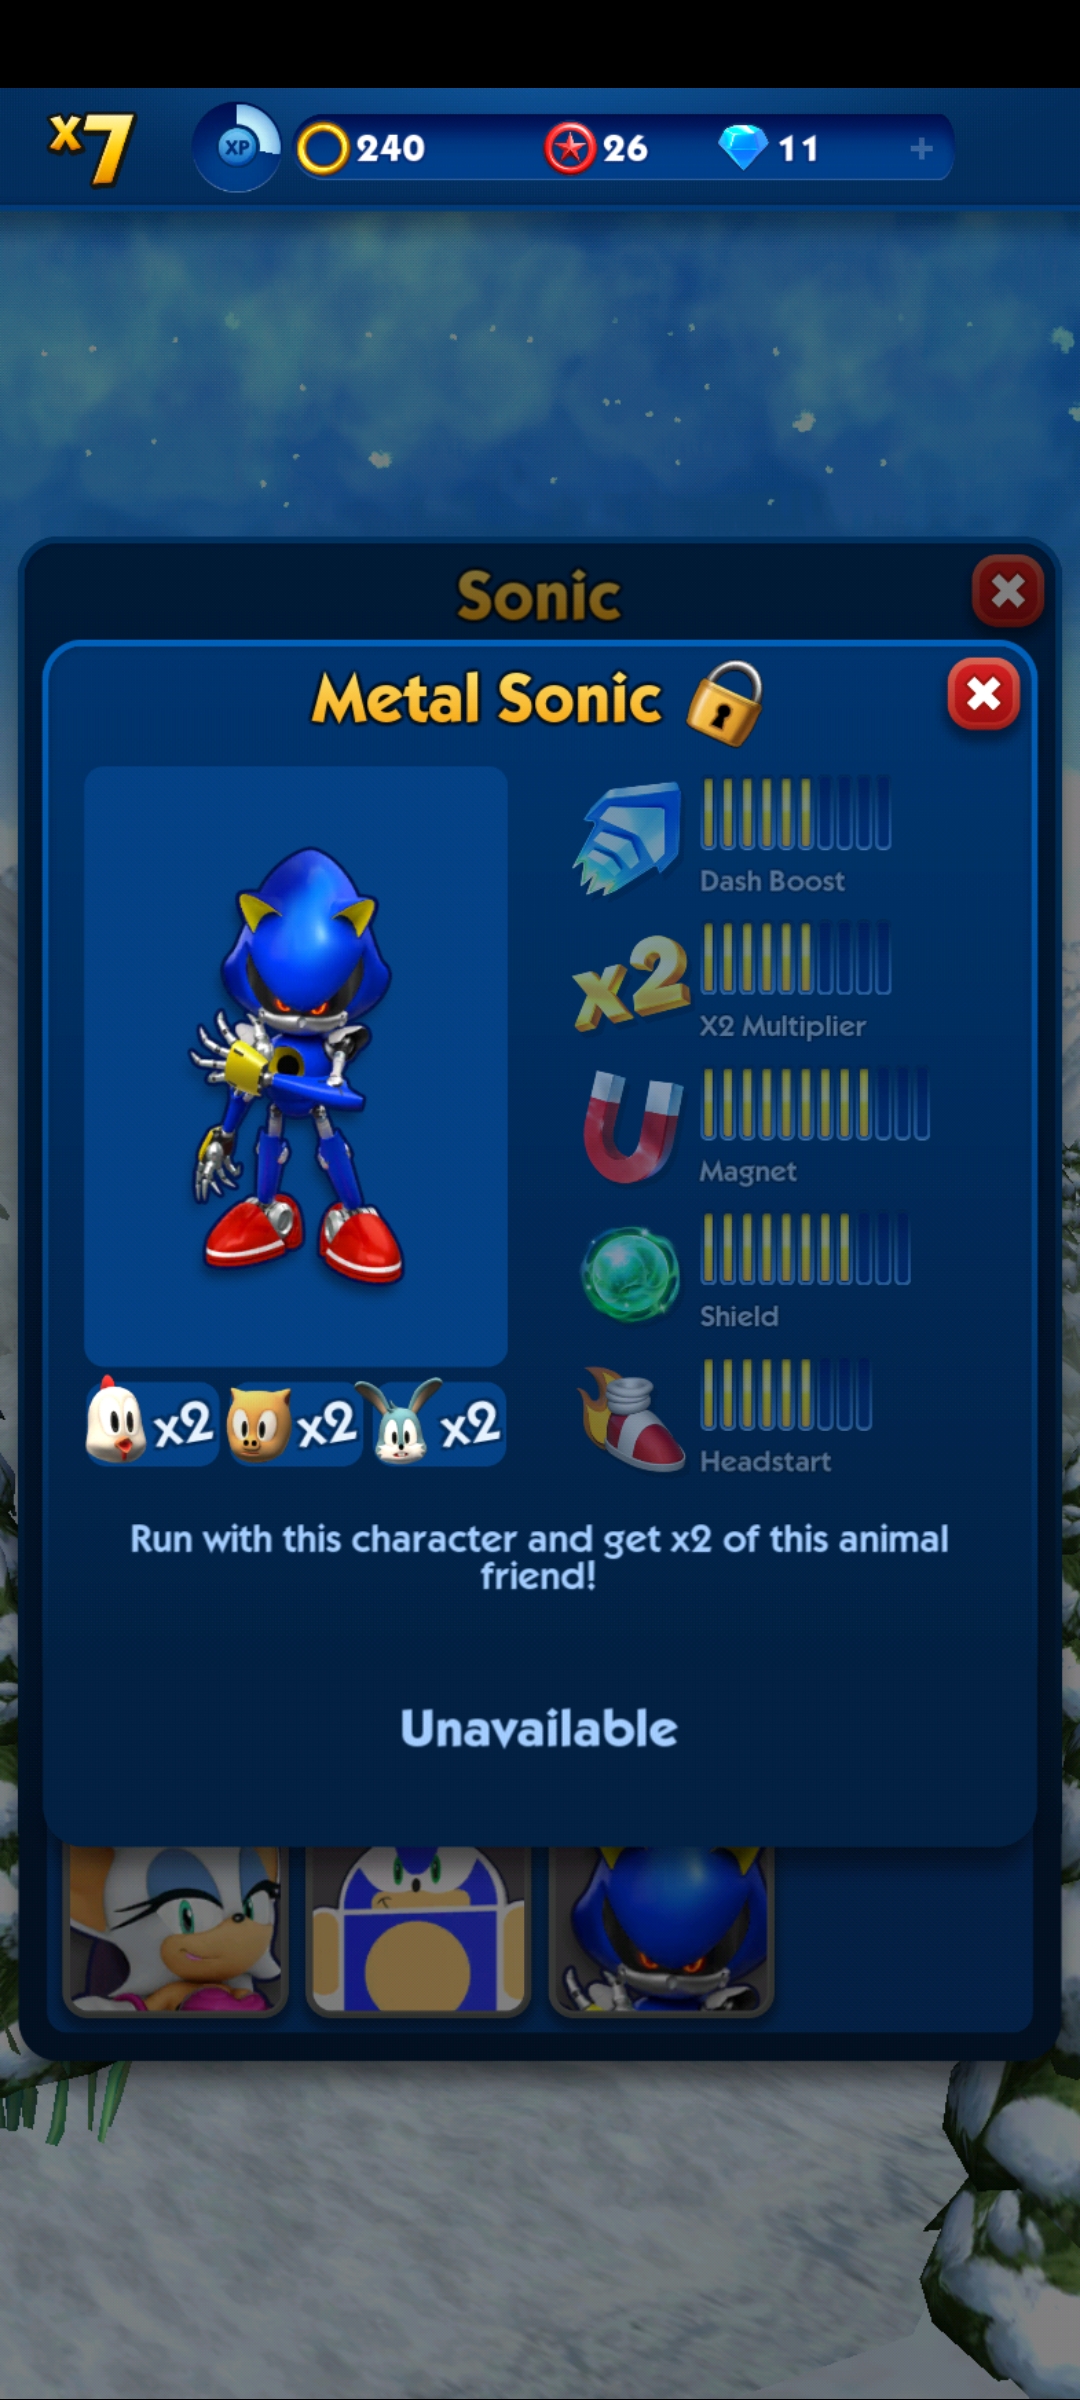 x7
XP
240
26
11
+
Sonic
Metal Sonic
Dash Boost
x2
X2 Multiplier
Magnet
Shield
Headstart
x2
x2
x2
Run with this character and get x2 of this animal
friend!
Unavailable